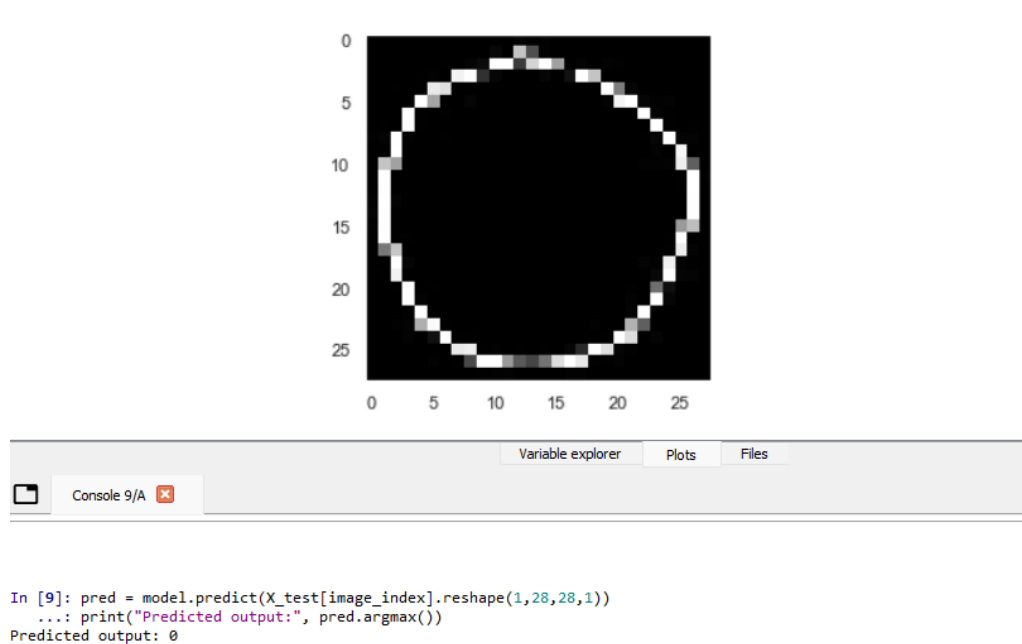 0
5
10
15
20
25
0 5 10 15 20 25
Variable explorer Plots Files
Console 9/A
In [9]: pred = model.predict(X_test[image_index].reshape(1,28,28,1))
...: print("Predicted output:", pred.argmax())
Predicted output: 0